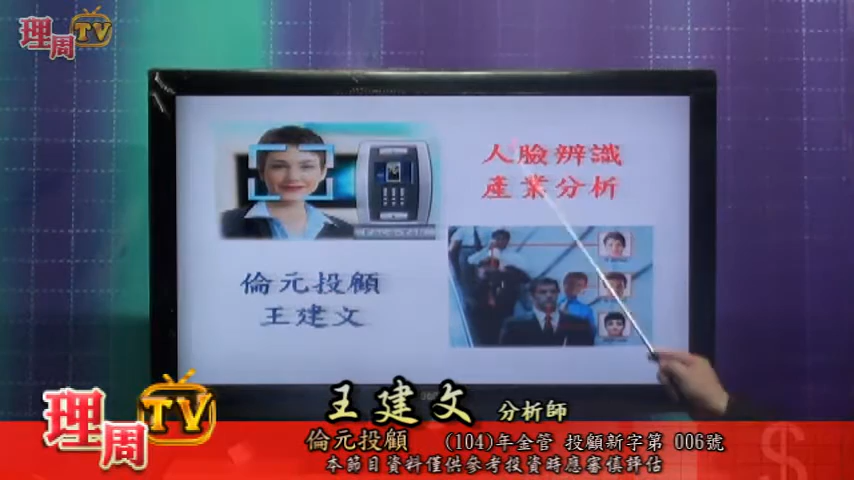 理周TV
人臉辨識
產業分析
倫元投顧
王建文
理周TV
王建文 分析師
倫元投顧 (104)年金管 投顧新字第 006號
本節目資料僅供參考投資時應審慎評估
$